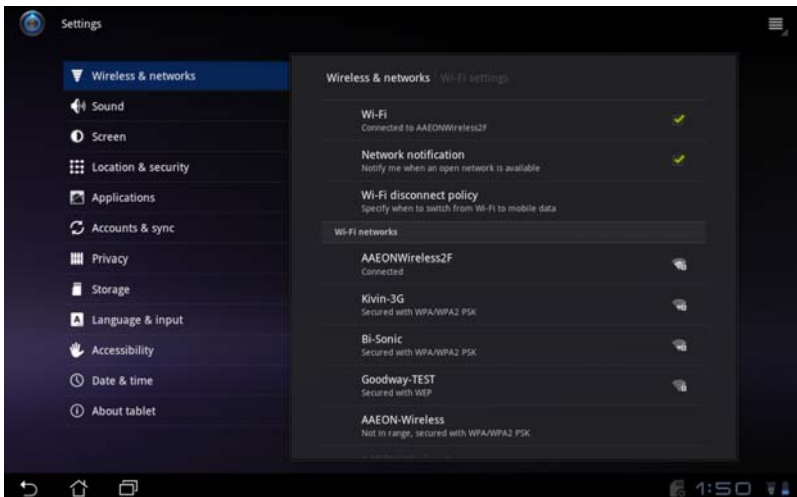 Settings
Wireless & networks
Sound
Screen
Location & security
Applications
Accounts & sync
Privacy
Storage
Language & input
Accessibility
Date & time
About tablet
Wireless & networks Wi-Fi settings
Wi-Fi
Connected to AAEONWireless2F
Network notification
Notify me when an open network is available
Wi-Fi disconnect policy
Specify when to switch from Wi-Fi to mobile data
Wi-Fi networks
AAEONWireless2F
Connected
Kivin-3G
Secured with WPA/WPA2 PSK
Bi-Sonic
Secured with WPA/WPA2 PSK
Goodway-TEST
Secured with WEP
AAEON-Wireless
Not in range, secured with WPA/WPA2 PSK
1:50